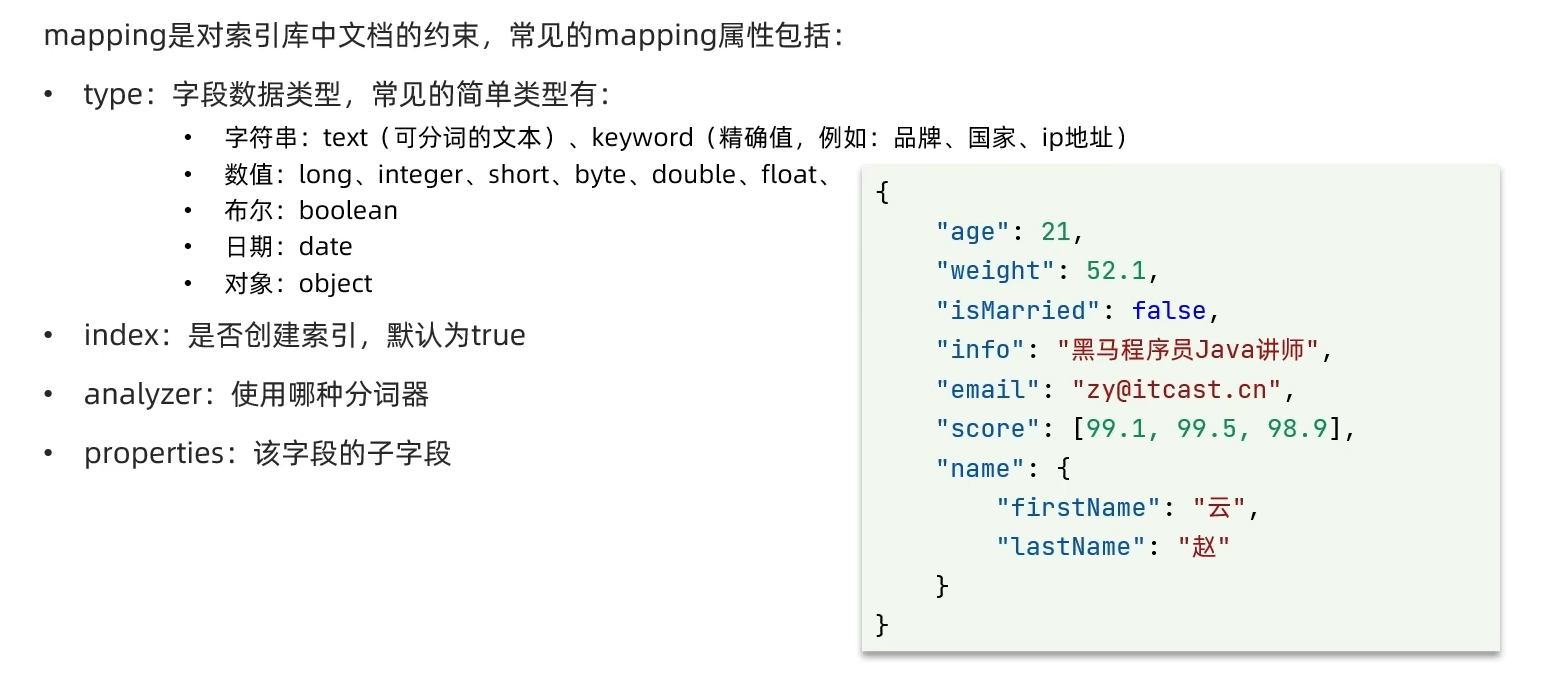 mapping是对索引库中文档的约束，常见的mapping属性包括：
• type：字段数据类型，常见的简单类型有：
• 字符串：text（可分词的文本）、keyword（精确值，例如：品牌、国家、ip地址）
• 数值：long、integer、short、byte、double、float、
• 布尔：boolean
• 日期：date
• 对象：object
• index：是否创建索引，默认为true
• analyzer：使用哪种分词器
• properties：该字段的子字段
{
    "age": 21,
    "weight": 52.1,
    "isMarried": false,
    "info": "黑马程序员Java讲师",
    "email": "zy@itcast.cn",
    "score": [99.1, 99.5, 98.9],
    "name": {
        "firstName": "云",
        "lastName": "赵"
    }
}